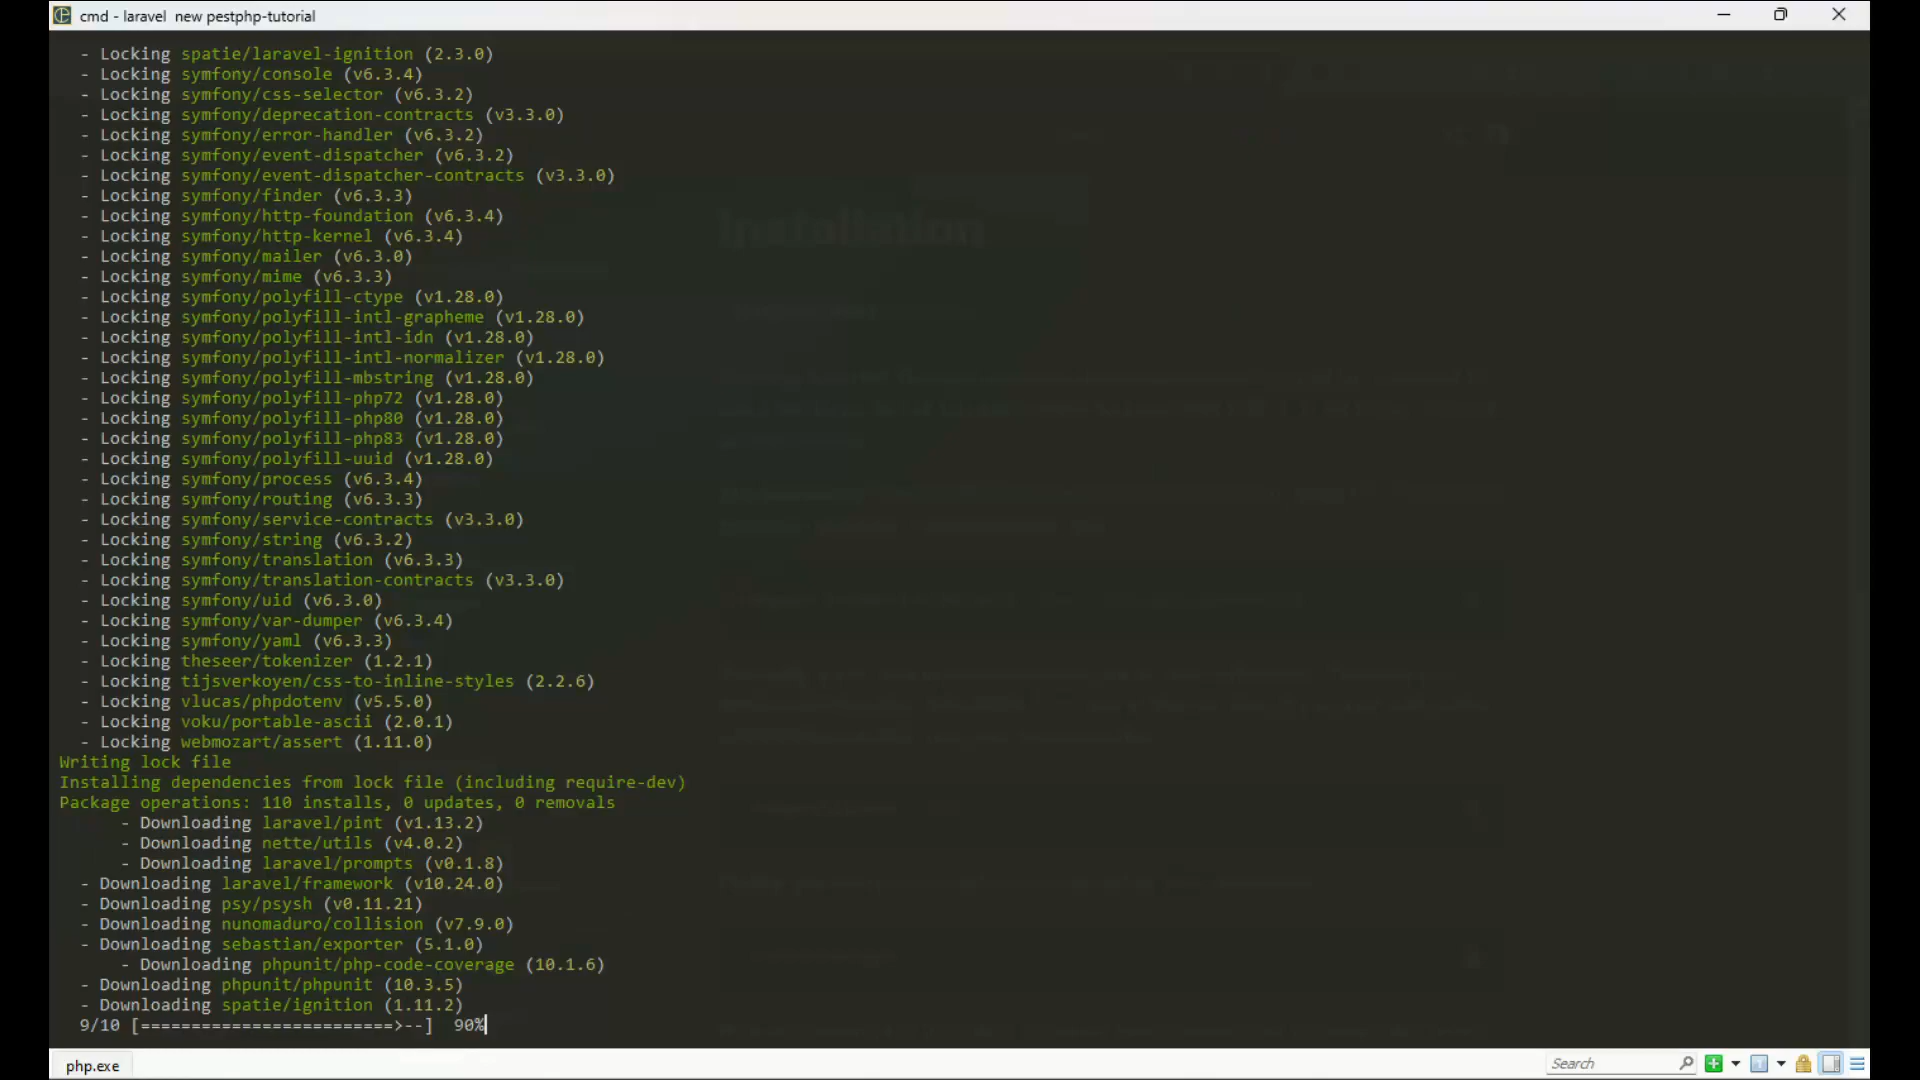 cmd - laravel  new pestphp-tutorial
- Locking spatie/laravel-ignition (2.3.0)
- Locking symfony/console (v6.3.4)
- Locking symfony/css-selector (v6.3.2)
- Locking symfony/deprecation-contracts (v3.3.0)
- Locking symfony/error-handler (v6.3.2)
- Locking symfony/event-dispatcher (v6.3.2)
- Locking symfony/event-dispatcher-contracts (v3.3.0)
- Locking symfony/finder (v6.3.3)
- Locking symfony/http-foundation (v6.3.4)
- Locking symfony/http-kernel (v6.3.4)
- Locking symfony/mailer (v6.3.0)
- Locking symfony/mime (v6.3.3)
- Locking symfony/polyfill-ctype (v1.28.0)
- Locking symfony/polyfill-intl-grapheme (v1.28.0)
- Locking symfony/polyfill-intl-idn (v1.28.0)
- Locking symfony/polyfill-intl-normalizer (v1.28.0)
- Locking symfony/polyfill-mbstring (v1.28.0)
- Locking symfony/polyfill-php72 (v1.28.0)
- Locking symfony/polyfill-php80 (v1.28.0)
- Locking symfony/polyfill-php83 (v1.28.0)
- Locking symfony/polyfill-uuid (v1.28.0)
- Locking symfony/process (v6.3.4)
- Locking symfony/routing (v6.3.3)
- Locking symfony/service-contracts (v3.3.0)
- Locking symfony/string (v6.3.2)
- Locking symfony/translation (v6.3.3)
- Locking symfony/translation-contracts (v3.3.0)
- Locking symfony/uid (v6.3.0)
- Locking symfony/var-dumper (v6.3.4)
- Locking symfony/yaml (v6.3.3)
- Locking theseer/tokenizer (1.2.1)
- Locking tijsverkoyen/css-to-inline-styles (2.2.6)
- Locking vlucas/phpdotenv (v5.5.0)
- Locking voku/portable-ascii (2.0.1)
- Locking webmozart/assert (1.11.0)
Writing lock file
Installing dependencies from lock file (including require-dev)
Package operations: 110 installs, 0 updates, 0 removals
- Downloading laravel/pint (v1.13.2)
- Downloading nette/utils (v4.0.2)
- Downloading laravel/prompts (v0.1.8)
- Downloading laravel/framework (v10.24.0)
- Downloading psy/psysh (v0.11.21)
- Downloading nunomaduro/collision (v7.9.0)
- Downloading sebastian/exporter (5.1.0)
- Downloading phpunit/php-code-coverage (10.1.6)
- Downloading phpunit/phpunit (10.3.5)
- Downloading spatie/ignition (1.11.2)
9/10 [=========================>--]  90%
Installation
php.exe
Search